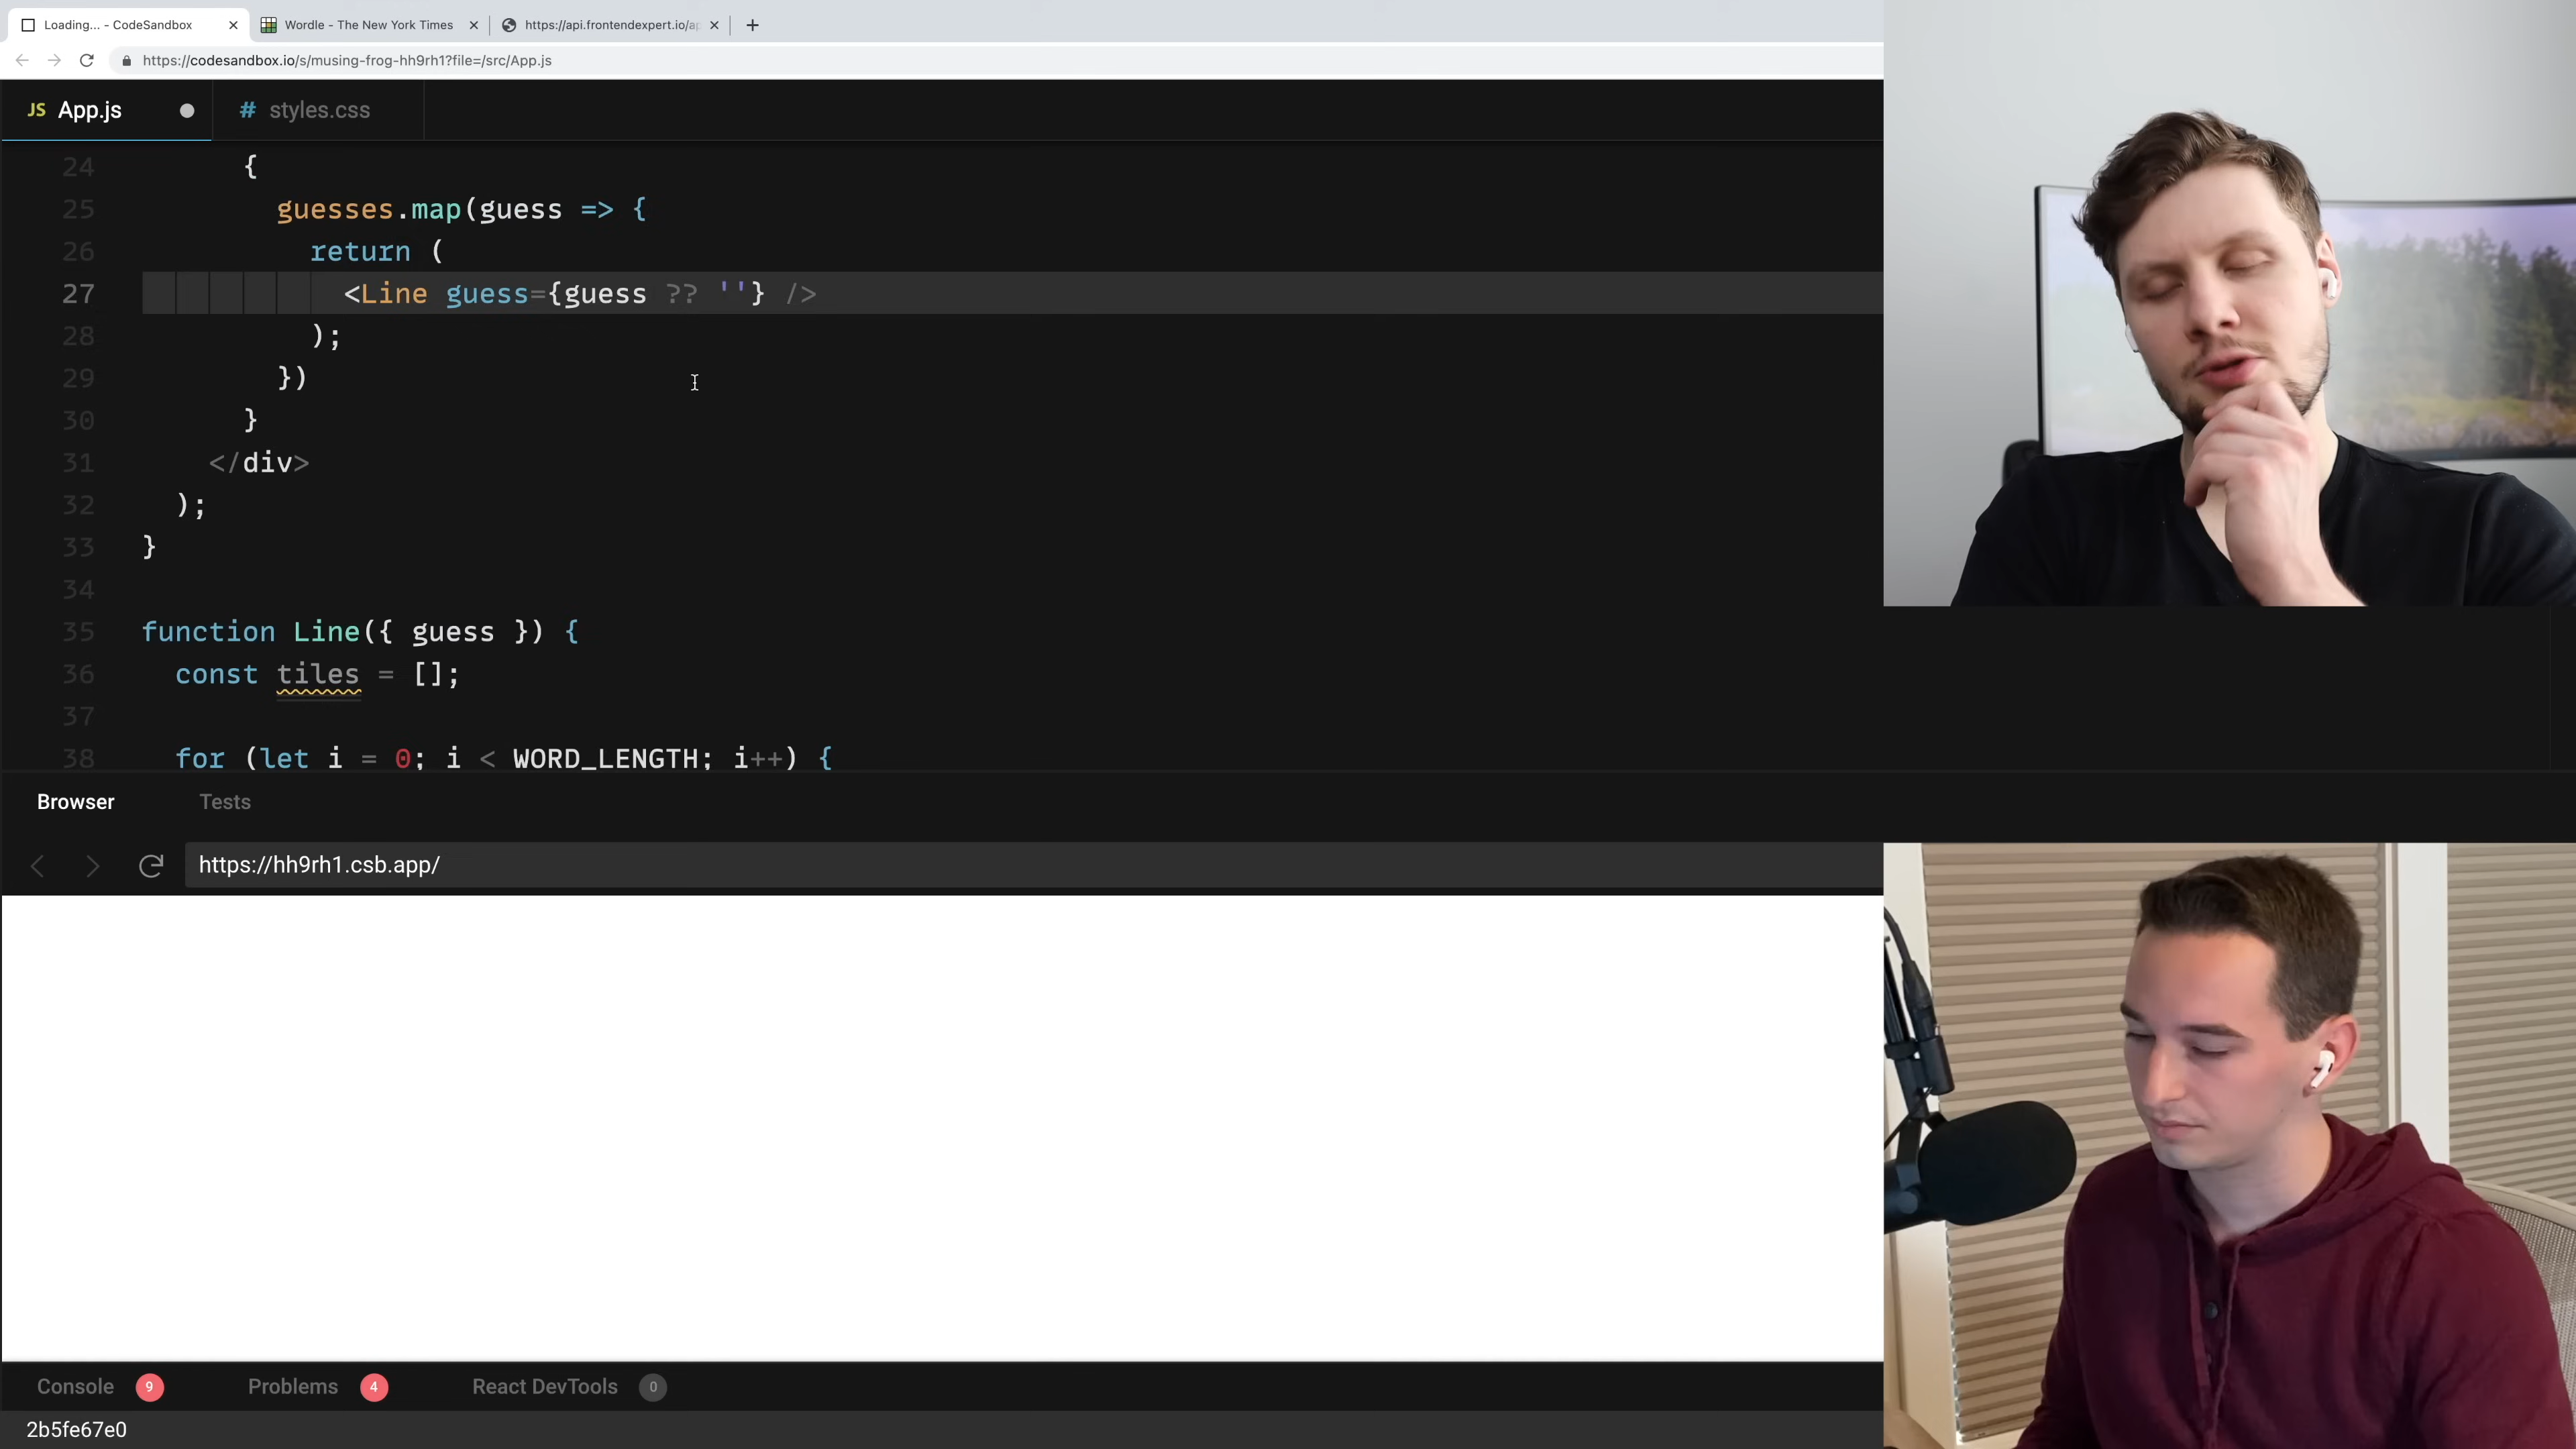 Loading... - CodeSandbox
Wordle - The New York Times
https://api.frontendexpert.io/ap
https://codesandbox.io/s/musing-frog-hh9rh1?file=/src/App.js
JS App.js
# styles.css
24 {
25 guesses.map(guess => {
26 return (
27 <Line guess={guess ?? ''} />
28 );
29 })
30 }
31 </div>
32 );
33 }
34
35 function Line({ guess }) {
36 const tiles = [];
37
38 for (let i = 0; i < WORD_LENGTH; i++) {
Browser Tests
https://hh9rh1.csb.app/
Console 9 Problems 4 React DevTools 0
2b5fe67e0